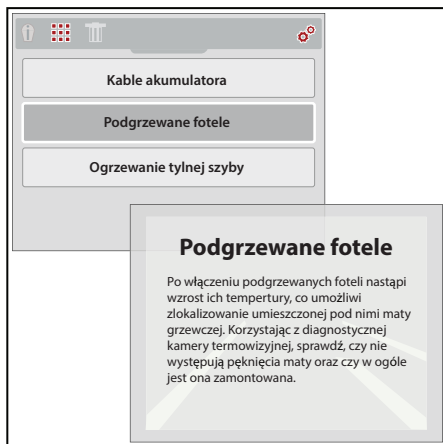 Kable akumulatora
Podgrzewane fotele
Ogrzewanie tylnej szyby
Podgrzewane fotele
Po włączeniu podgrzewanych foteli nastąpi
wzrost ich tempertury, co umożliwi
zlokalizowanie umieszczonej pod nimi maty
grzewczej. Korzystając z diagnostycznej
kamery termowizyjnej, sprawdź, czy nie
występują pęknięcia maty oraz czy w ogóle
jest ona zamontowana.